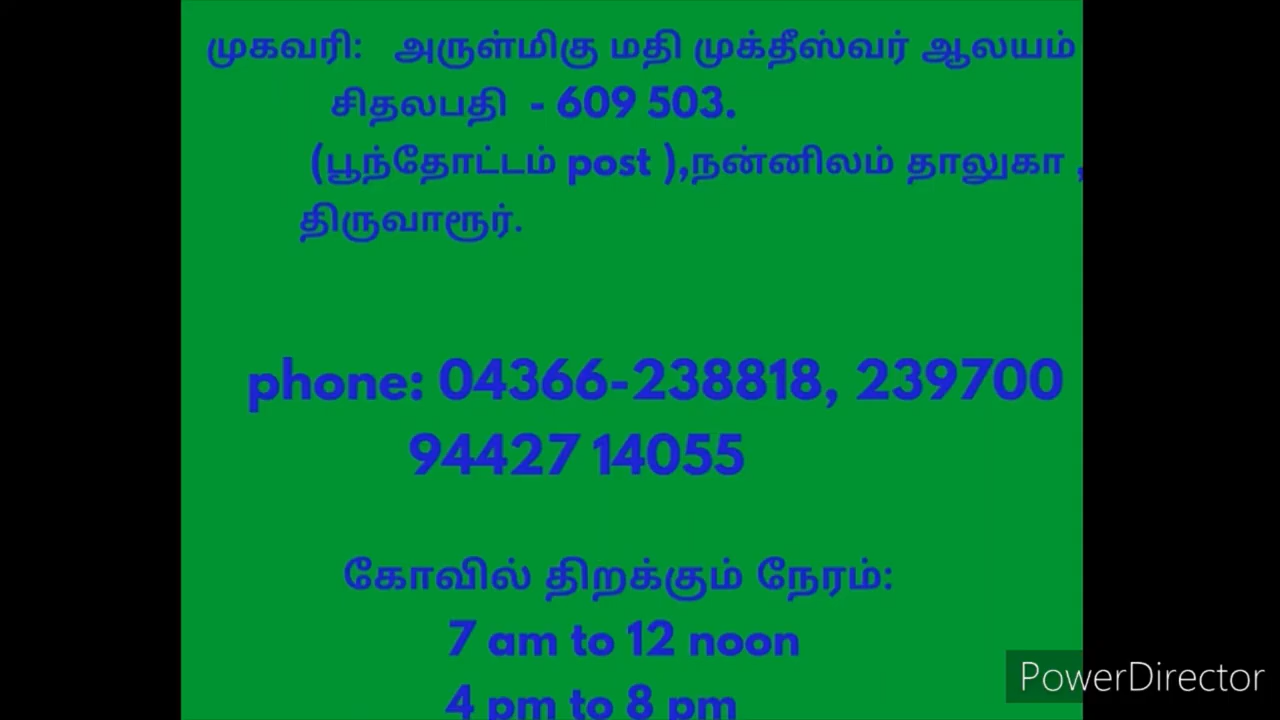 முகவரி: அருள்மிகு மதி முக்தீஸ்வர் ஆலயம்
சிதலபதி - 609 503.
(பூந்தோட்டம் post ),நன்னிலம் தாலுகா ,
திருவாரூர்.
phone: 04366-238818, 239700
94427 14055
கோவில் திறக்கும் நேரம்:
7 am to 12 noon
4 pm to 8 pm
PowerDirector